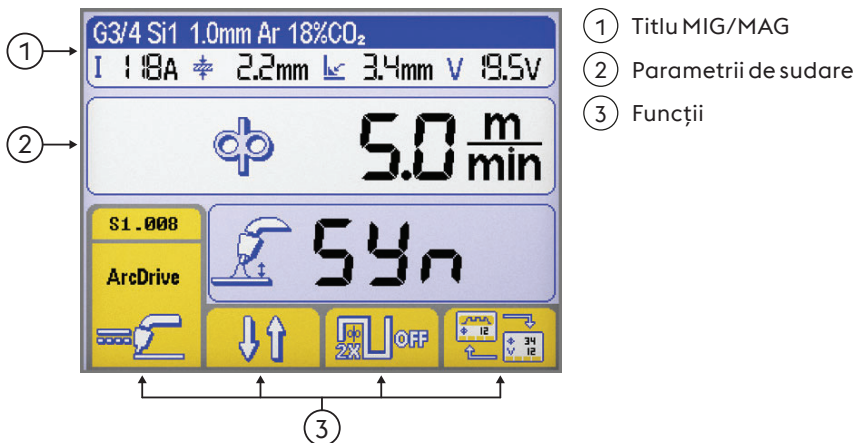 G3/4 Si1 1.0mm Ar 18%CO₂
I 118A 2.2mm 3.4mm V 19.5V
5.0 m/min
S1.008
ArcDrive
Syn
2X OFF
12
34
V 12
1
2
3
1 Titlu MIG/MAG
2 Parametrii de sudare
3 Funcții